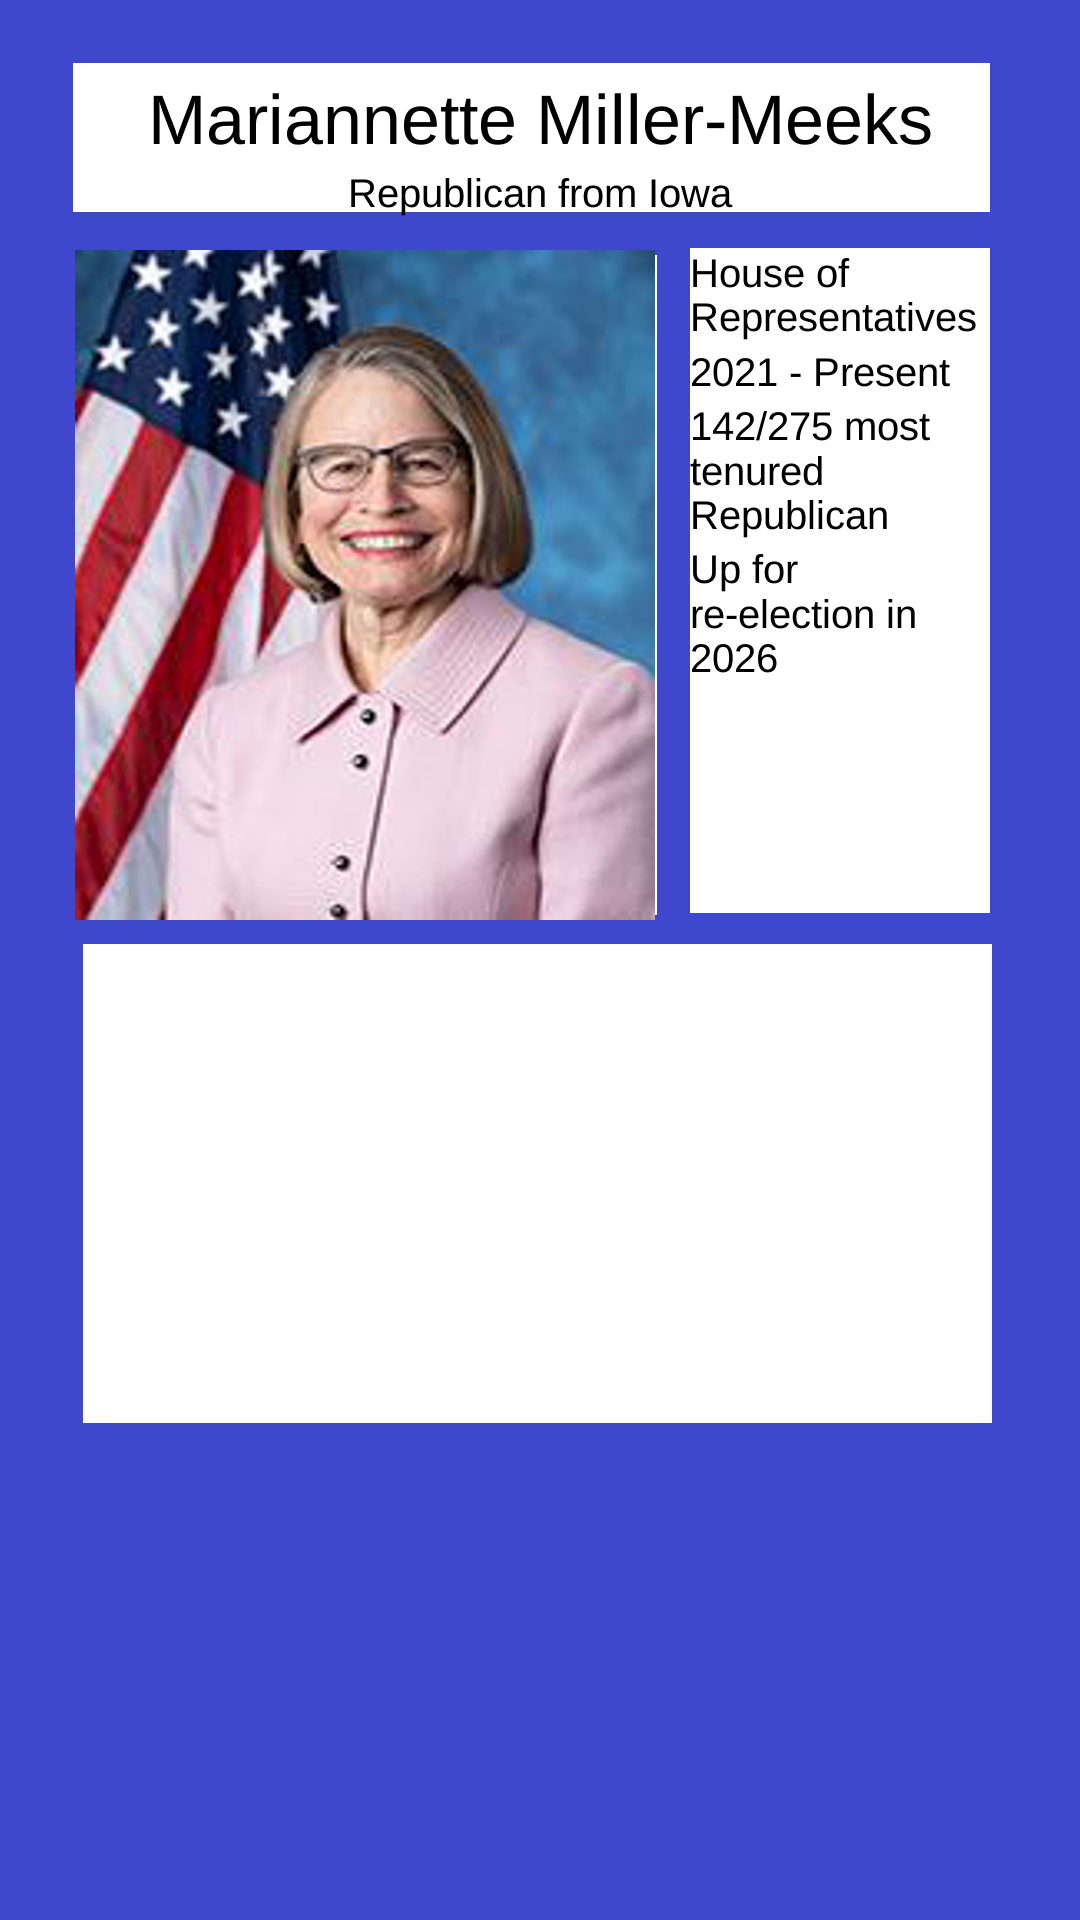 Mariannette Miller-Meeks
Republican from Iowa
House of
Representatives
2021 - Present
142/275 most
tenured
Republican
Up for
re-election in
2026